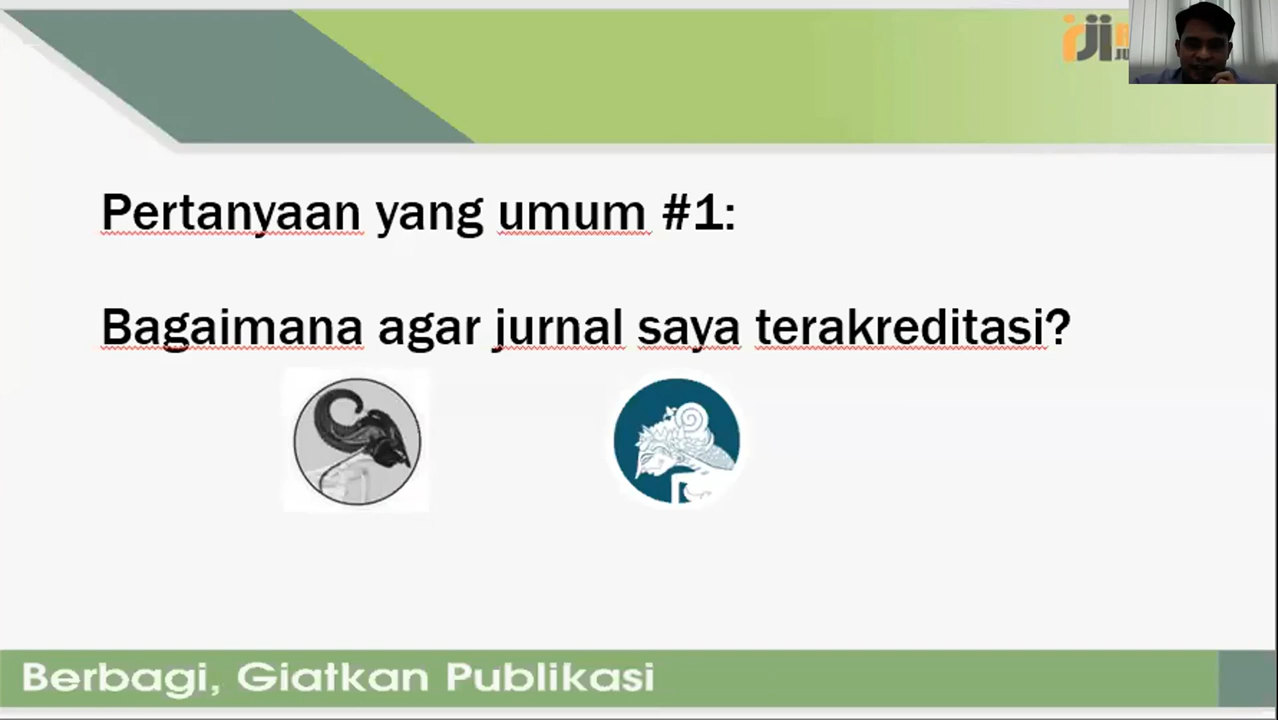 Pertanyaan yang umum #1:
Bagaimana agar jurnal saya terakreditasi?
Berbagi, Giatkan Publikasi